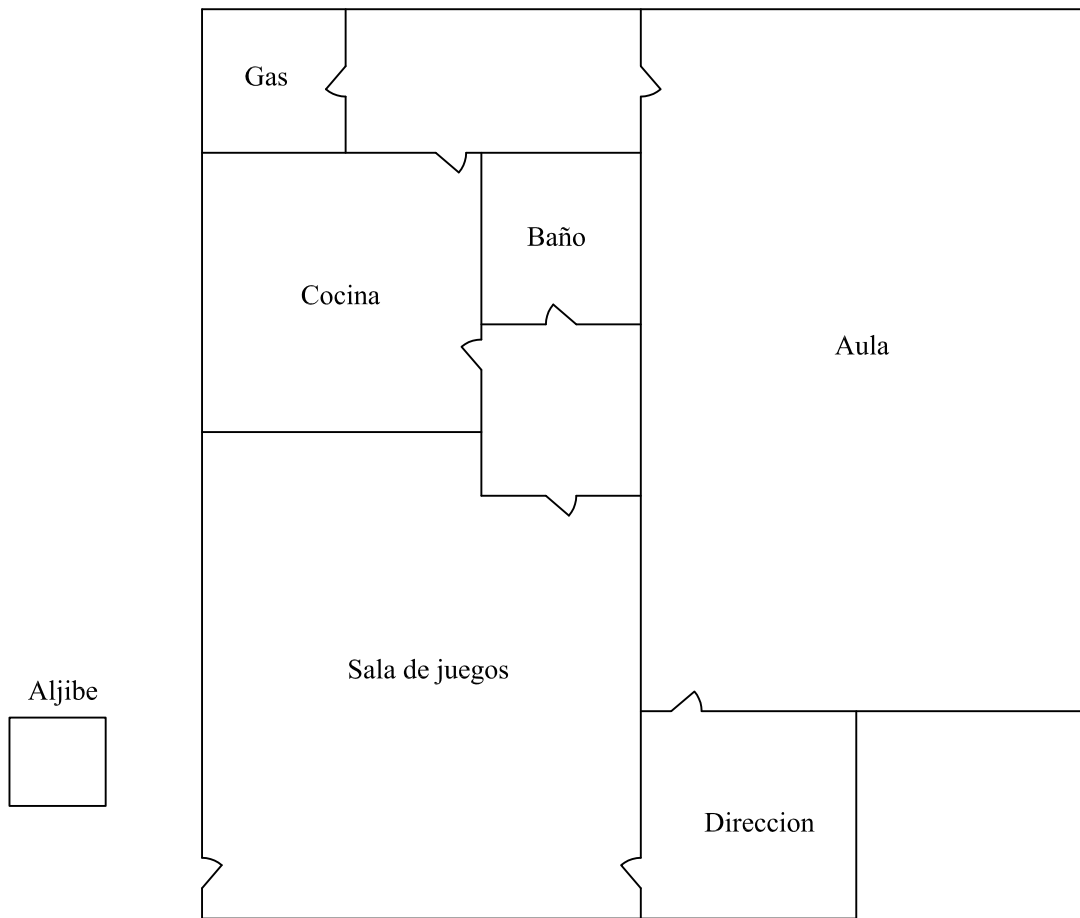 Gas
Baño
Cocina
Aula
Sala de juegos
Aljibe
Direccion